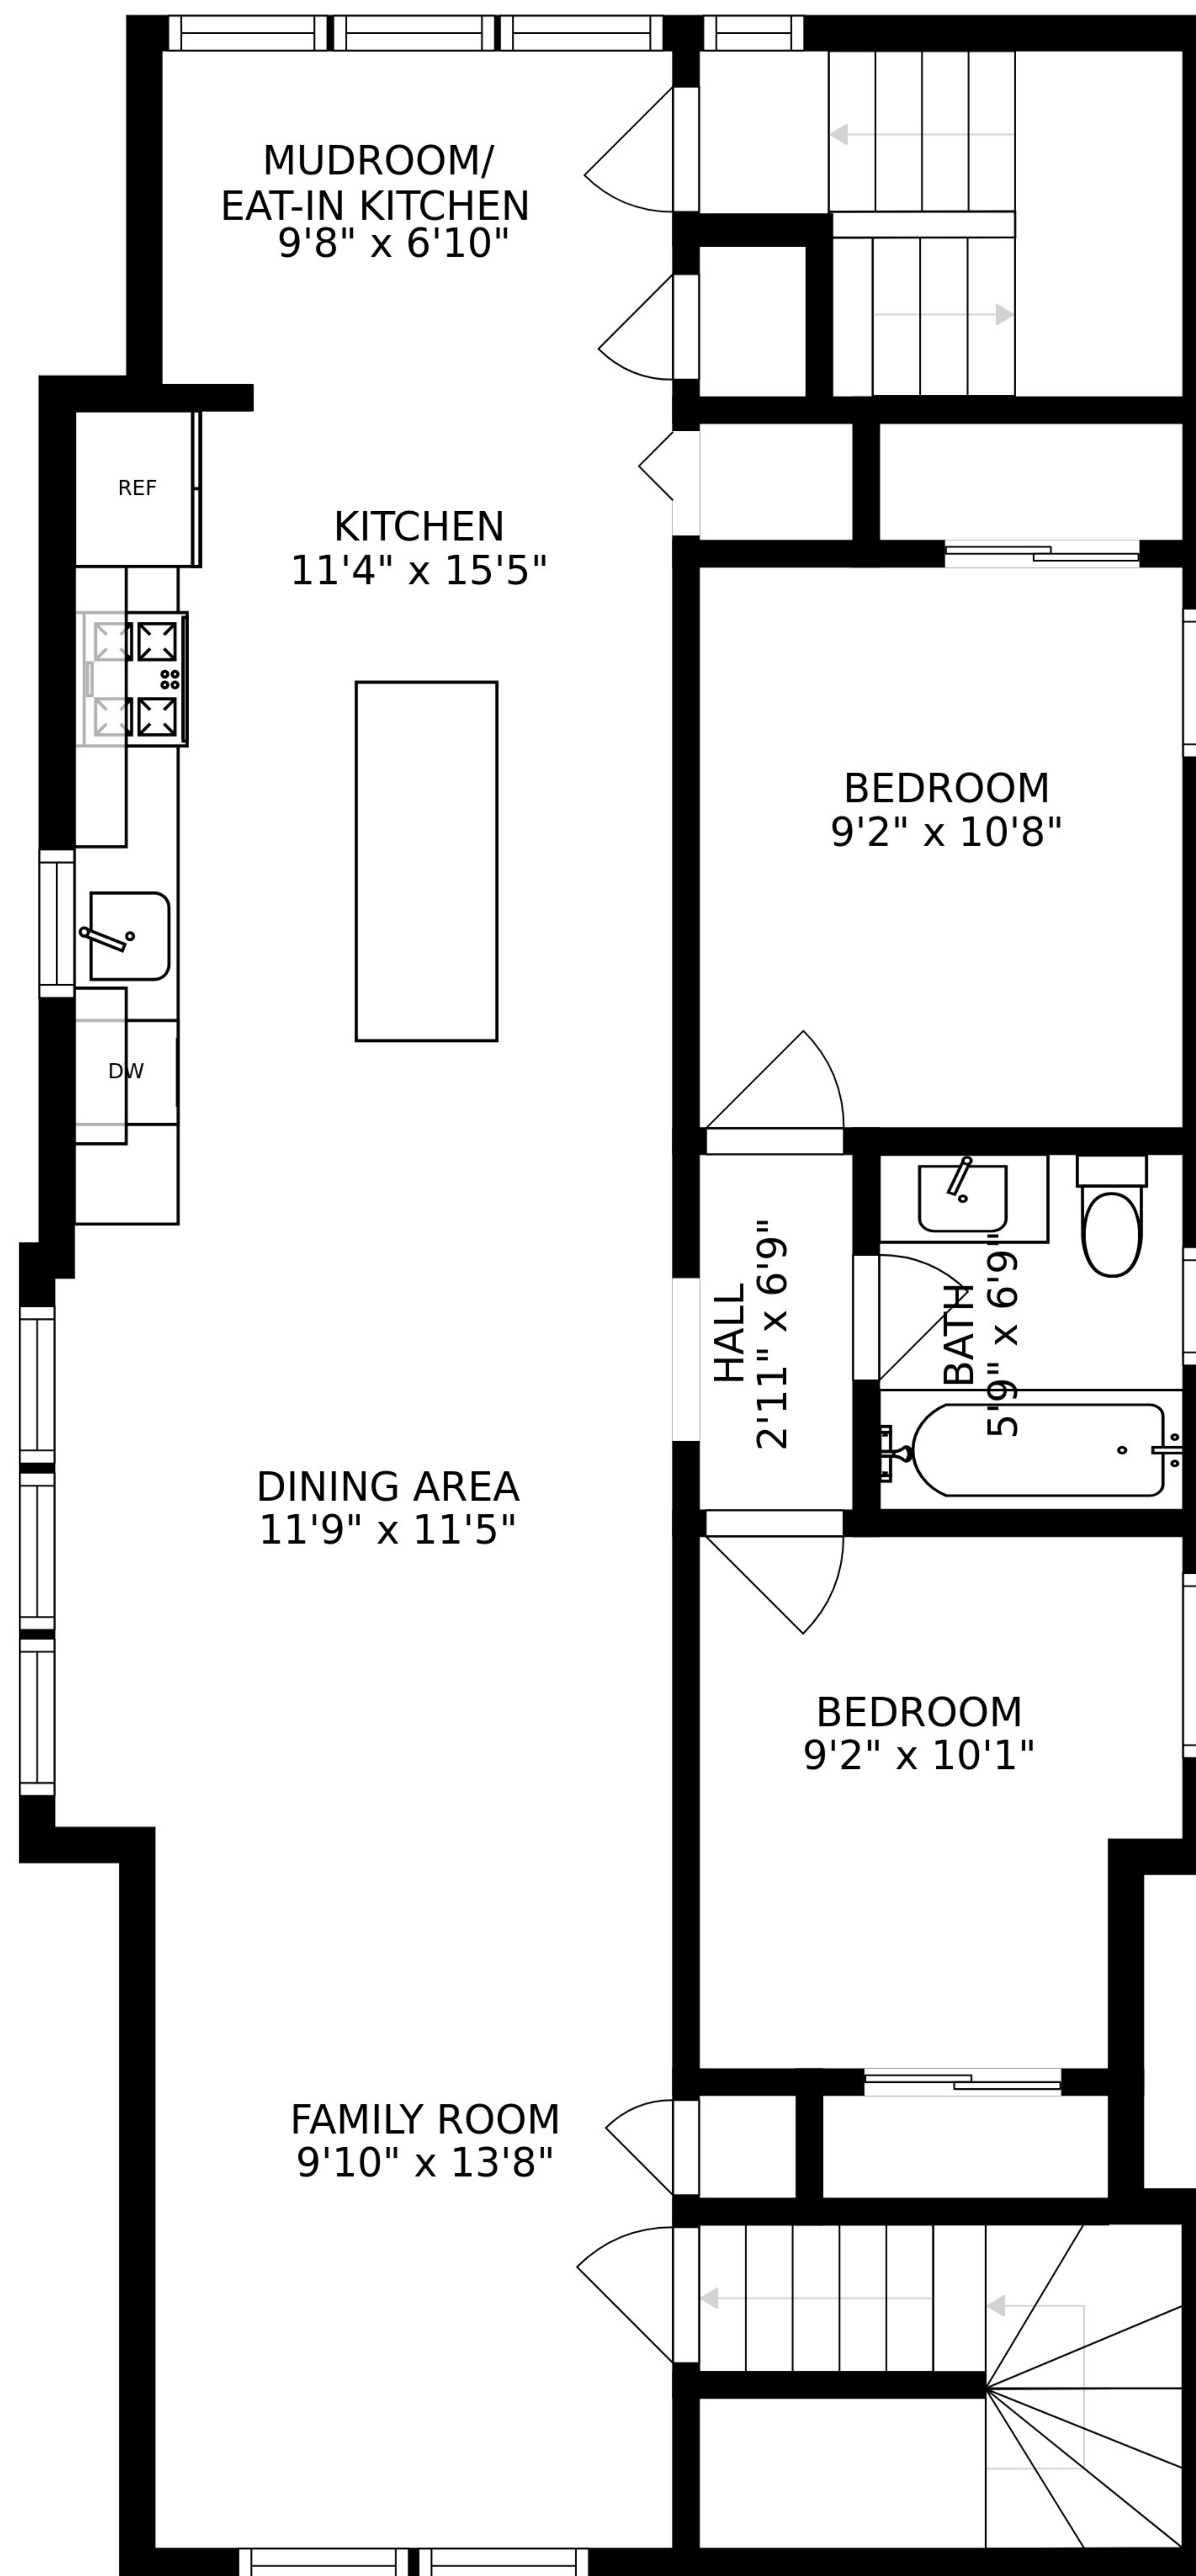 MUDROOM/
EAT-IN KITCHEN
9'8" x 6'10"
REF
KITCHEN
11'4" x 15'5"
BEDROOM
9'2" x 10'8"
DW
HALL
2'11" x 6'9"
BATH
5'9" x 6'9"
DINING AREA
11'9" x 11'5"
BEDROOM
9'2" x 10'1"
FAMILY ROOM
9'10" x 13'8"